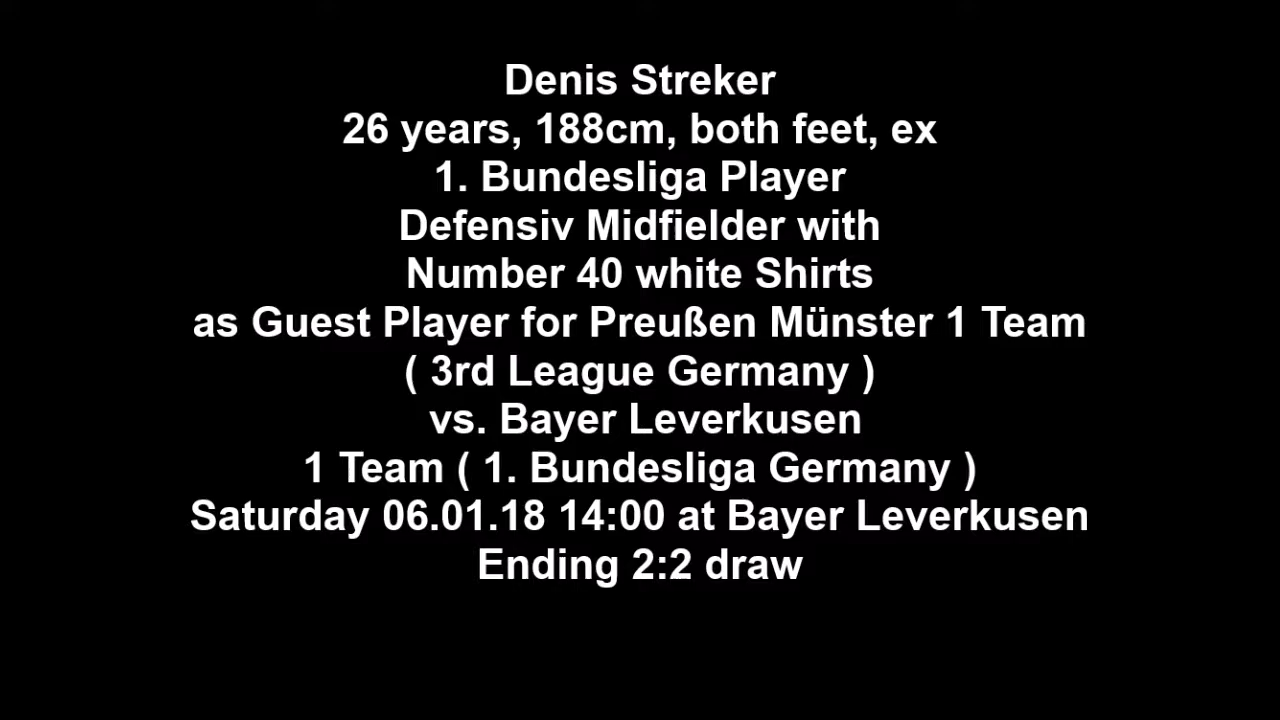 Denis Streker
26 years, 188cm, both feet, ex
1. Bundesliga Player
Defensiv Midfielder with
Number 40 white Shirts
as Guest Player for Preußen Münster 1 Team
( 3rd League Germany )
vs. Bayer Leverkusen
1 Team ( 1. Bundesliga Germany )
Saturday 06.01.18 14:00 at Bayer Leverkusen
Ending 2:2 draw